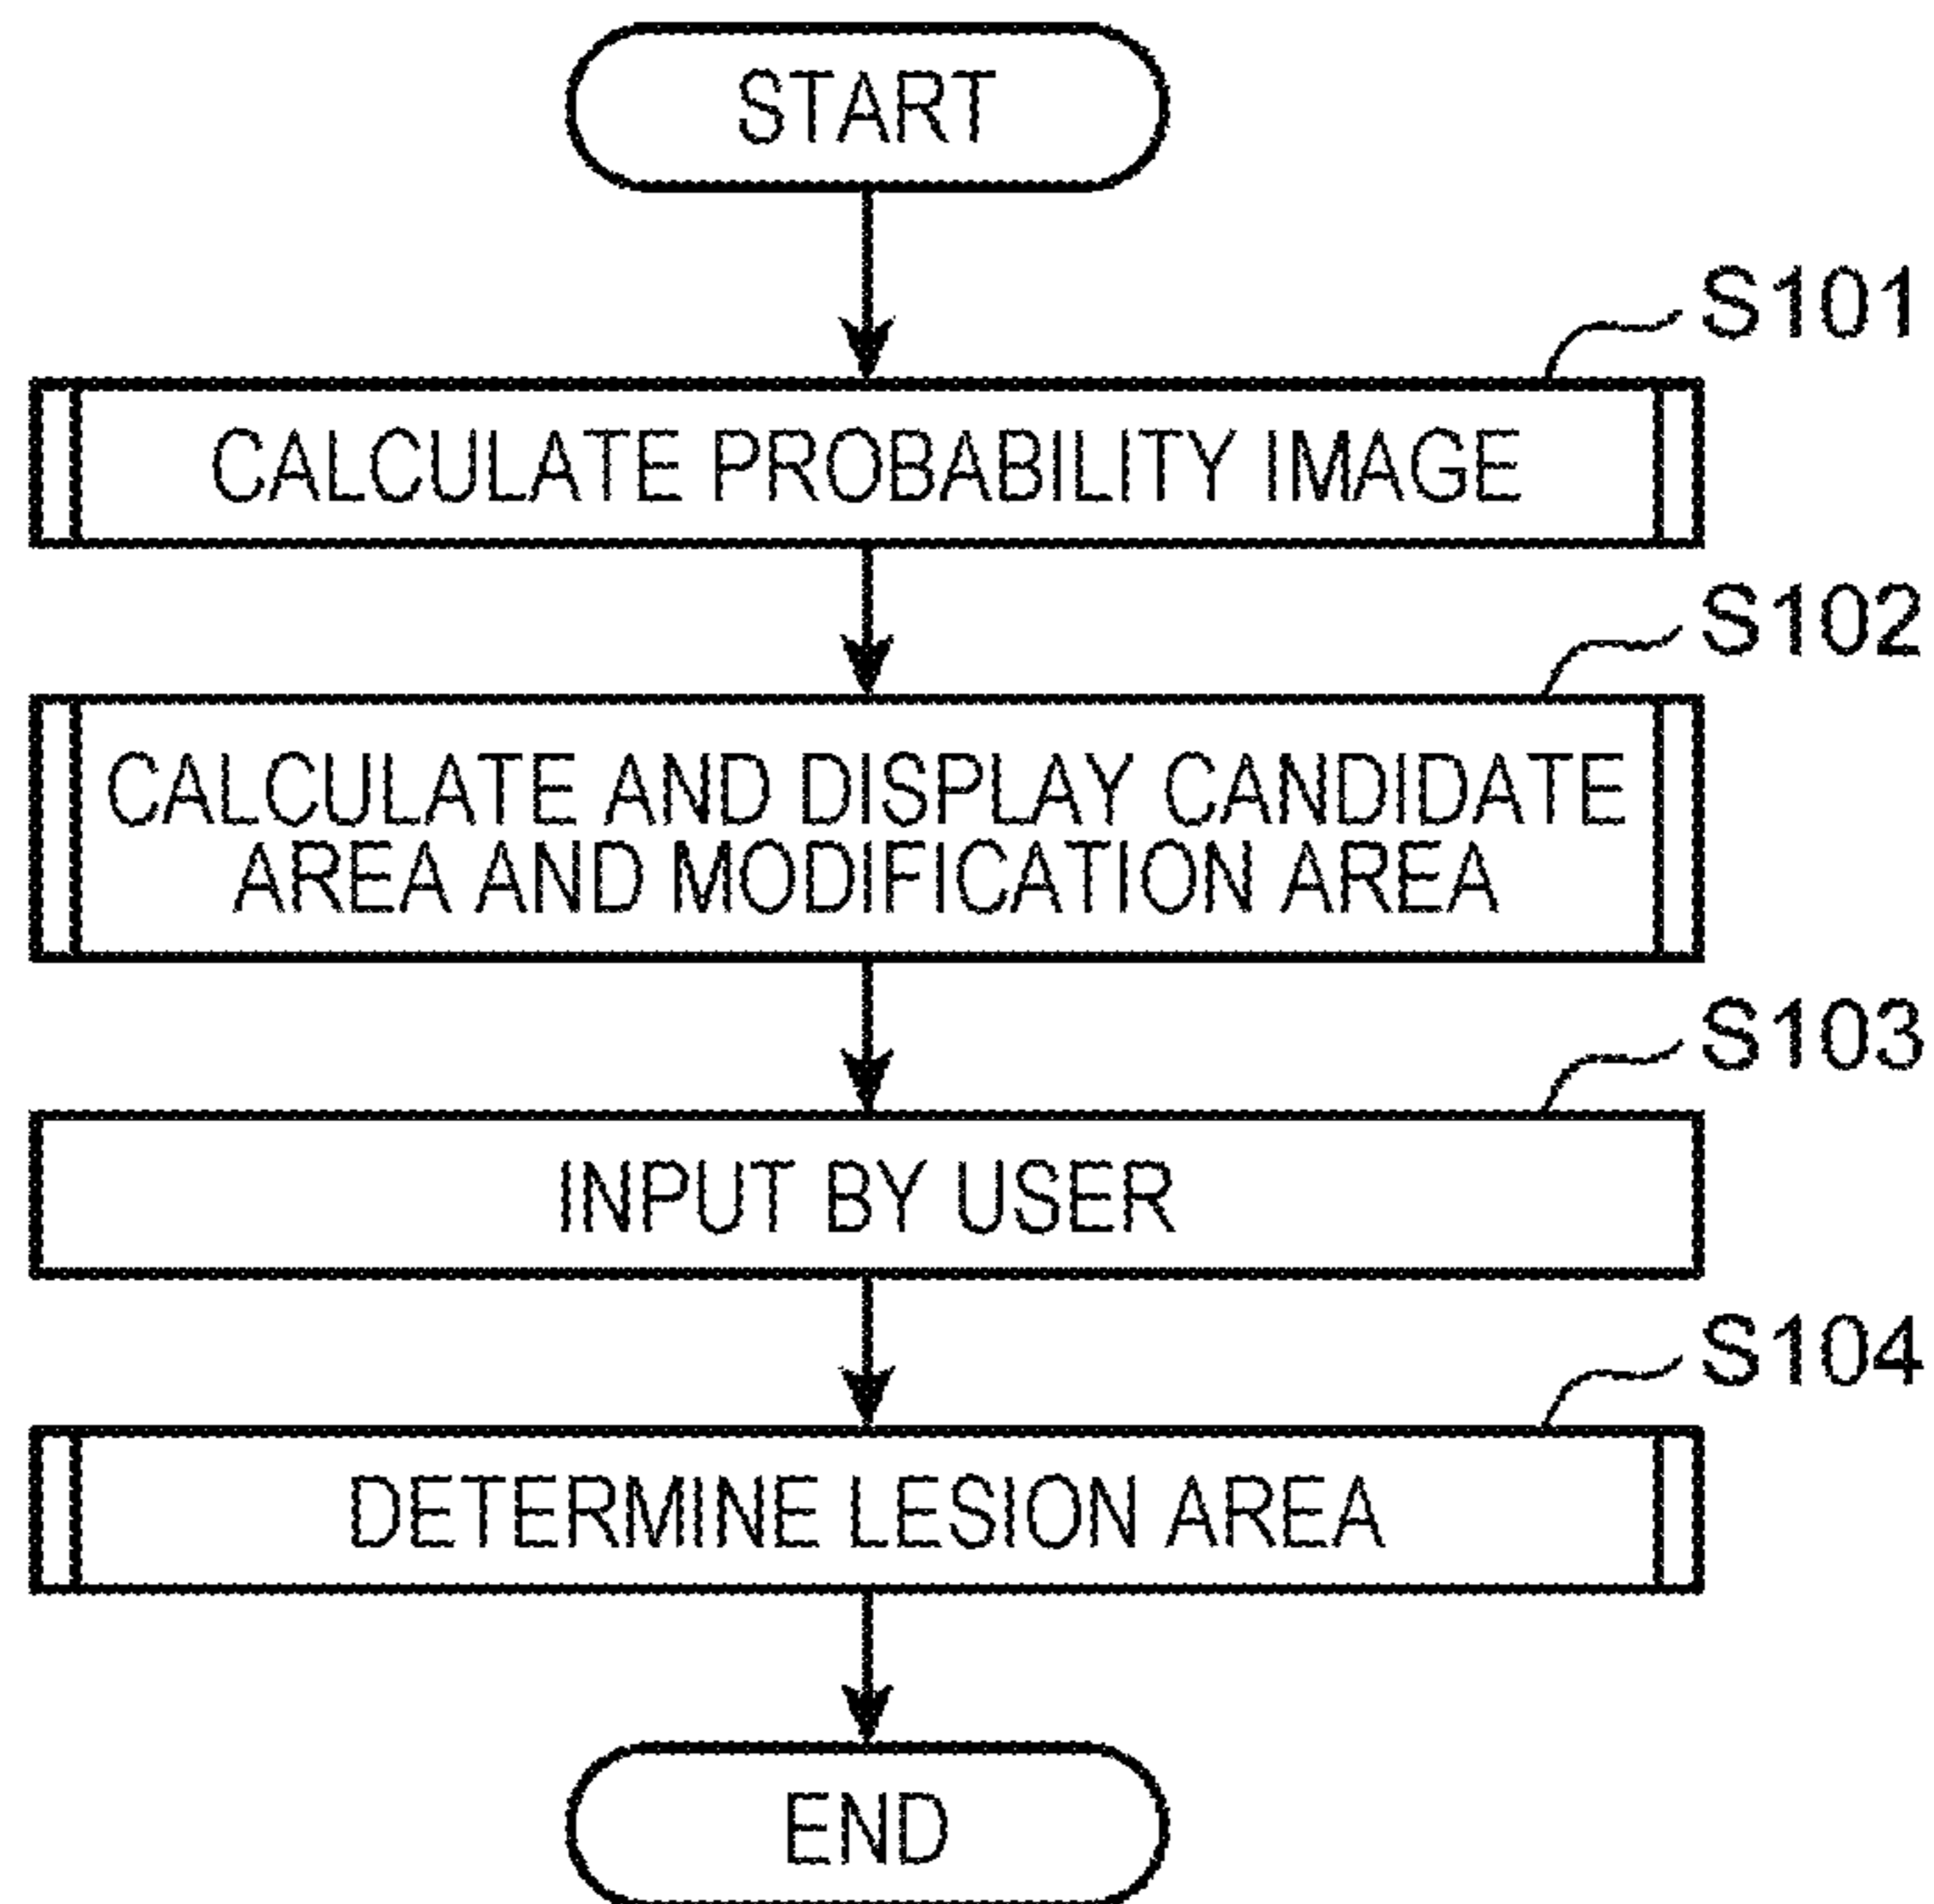 START
S101
CALCULATE PROBABILITY IMAGE
S102
CALCULATE AND DISPLAY CANDIDATE
AREA AND MODIFICATION AREA
S103
INPUT BY USER
S104
DETERMINE LESION AREA
END